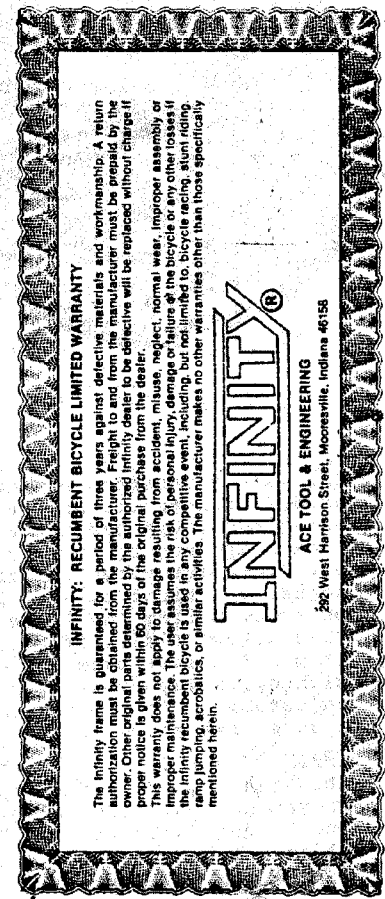 INFINITY: RECUMBENT BICYCLE LIMITED WARRANTY
The Infinity frame is guaranteed for a period of three years against defective materials and workmanship. A return
authorization must be obtained from the manufacturer. Freight to and from the manufacturer must be prepaid by the
owner. Other original parts determined by the authorized Infinity dealer to be defective will be replaced without charge if
proper notice is given within 60 days of the original purchase from the dealer.
This warranty does not apply to damage resulting from accident, misuse, neglect, normal wear, improper assembly or
improper maintenance. The user assumes the risk of personal injury, damage or failure of the bicycle or any other losses if
the Infinity recumbent bicycle is used in any competitive event, including, but not limited to, bicycle racing, stunt riding,
ramp jumping, acrobatics, or similar activities. The manufacturer makes no other warranties other than those specifically
mentioned herein.
INFINITY®
ACE TOOL & ENGINEERING
292 West Harrison Street, Mooresville, Indiana 46158